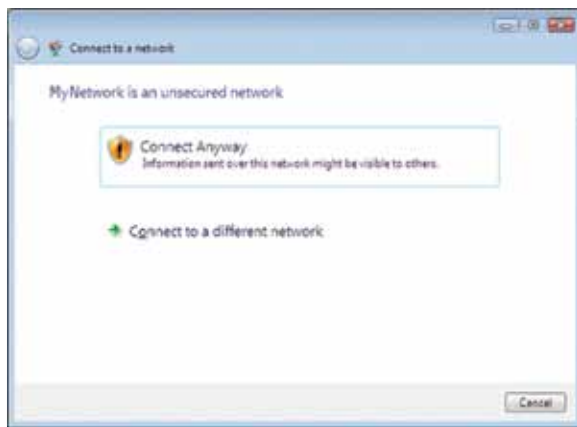 Connect to a network
MyNetwork is an unsecured network
Connect Anyway
Information sent over this network might be visible to others.
Connect to a different network
Cancel